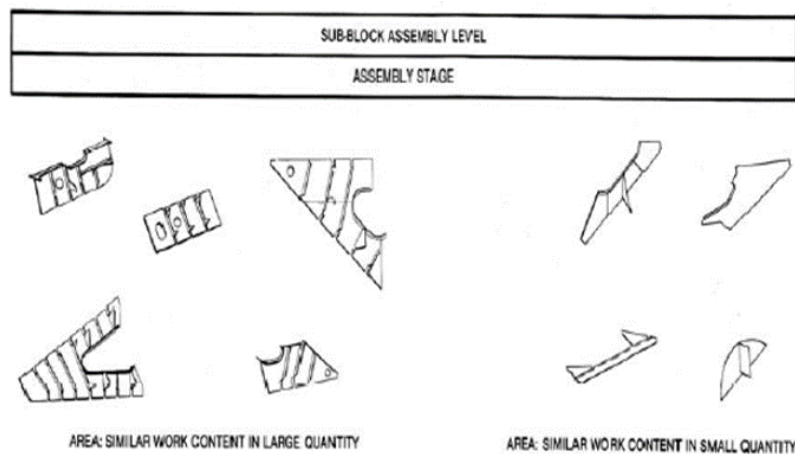 SUB-BLOCK ASSEMBLY LEVEL
ASSEMBLY STAGE
AREA: SIMILAR WORK CONTENT IN LARGE QUANTITY
AREA: SIMILAR WORK CONTENT IN SMALL QUANTITY